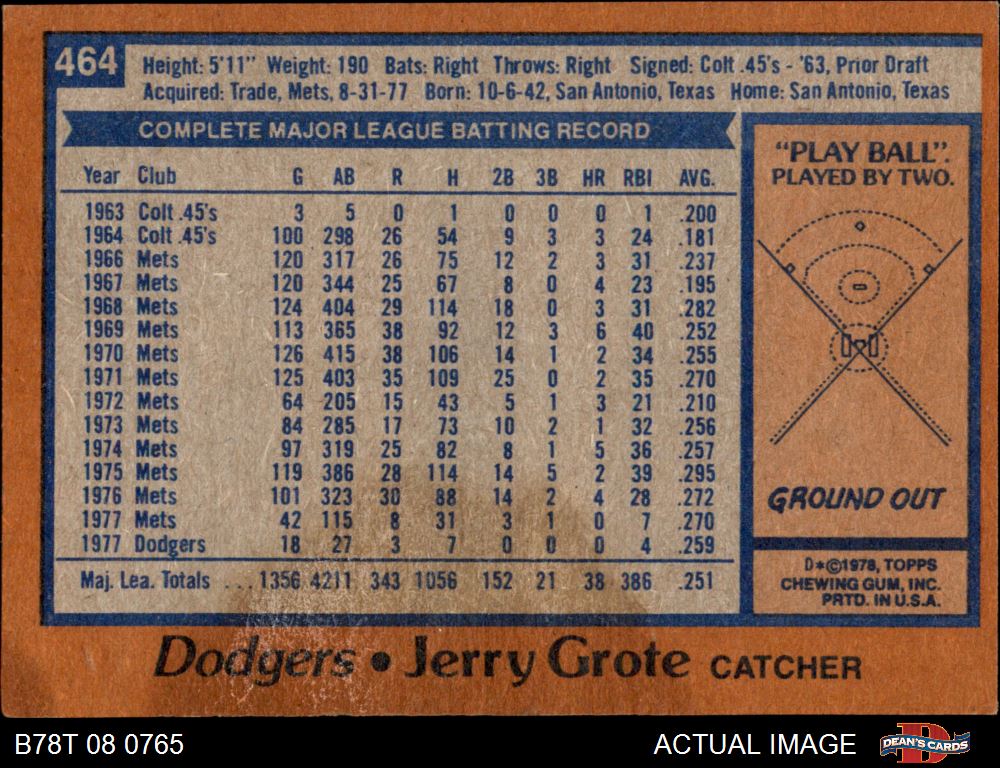 464
Height: 5'11" Weight: 190 Bats: Right Throws: Right Signed: Colt .45's - '63, Prior Draft
Acquired: Trade, Mets, 8-31-77 Born: 10-6-42, San Antonio, Texas Home: San Antonio, Texas
COMPLETE MAJOR LEAGUE BATTING RECORD
Year Club G AB R H 2B 3B HR RBI AVG.
1963 Colt .45's 3 5 0 1 0 0 0 1 .200
1964 Colt .45's 100 298 26 54 9 3 3 24 .181
1966 Mets 120 317 26 75 12 2 3 31 .237
1967 Mets 120 344 25 67 8 0 4 23 .195
1968 Mets 124 404 29 114 18 0 3 31 .282
1969 Mets 113 365 38 92 12 3 6 40 .252
1970 Mets 126 415 38 106 14 1 2 34 .255
1971 Mets 125 403 35 109 25 0 2 35 .270
1972 Mets 64 205 15 43 5 1 3 21 .210
1973 Mets 84 285 17 73 10 2 1 32 .256
1974 Mets 97 319 25 82 8 1 5 36 .257
1975 Mets 119 386 28 114 14 5 2 39 .295
1976 Mets 101 323 30 88 14 2 4 28 .272
1977 Mets 42 115 8 31 3 1 0 7 .270
1977 Dodgers 18 27 3 7 0 0 0 4 .259
Maj. Lea. Totals ... 1356 4211 343 1056 152 21 38 386 .251
"PLAY BALL".
PLAYED BY TWO.
GROUND OUT
D*©1978, TOPPS
CHEWING GUM, INC.
PRTD. IN U.S.A.
Dodgers • Jerry Grote CATCHER
B78T 08 0765
ACTUAL IMAGE
DEAN'S CARDS